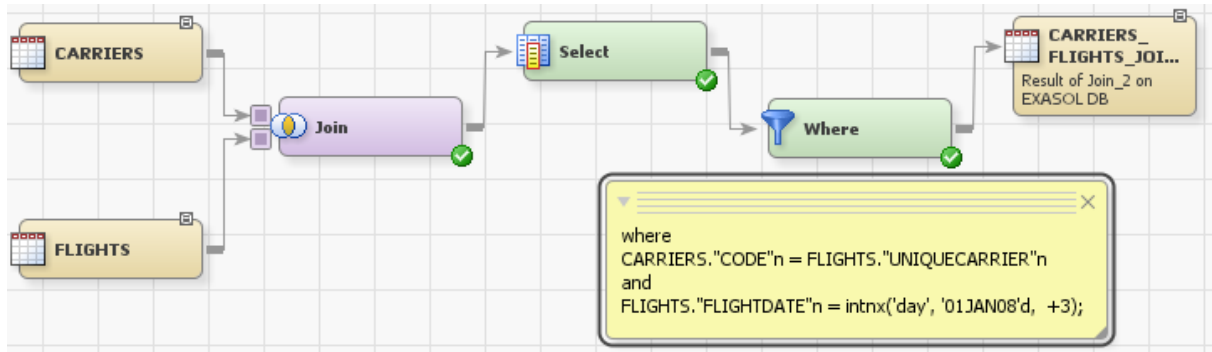 CARRIERS
Select
CARRIERS_
FLIGHTS_JOI...
Result of Join_2 on
EXASOL DB
Join
Where
FLIGHTS
where
CARRIERS."CODE"n = FLIGHTS."UNIQUECARRIER"n
and
FLIGHTS."FLIGHTDATE"n = intnx('day', '01JAN08'd, +3);